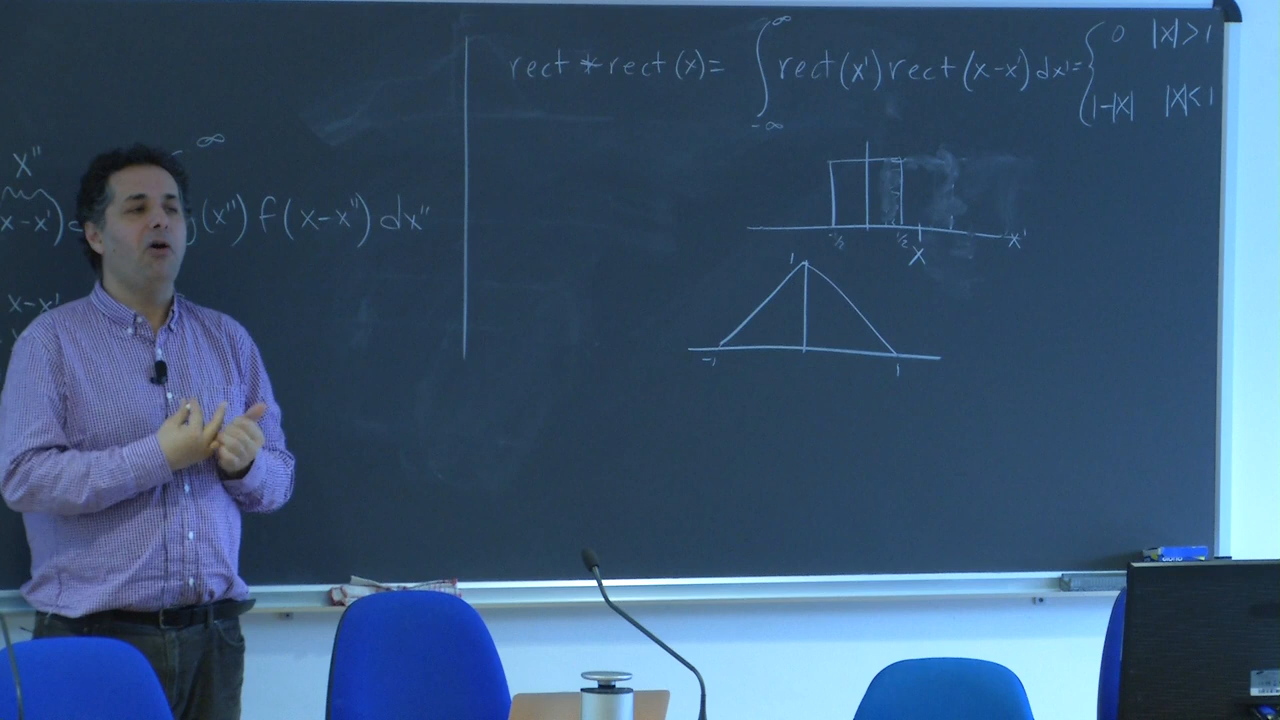 x"
∞
x-x') (x") f(x-x") dx"
x-x'
rect * rect (x) = ∫_{-∞}^{∞} rect(x') rect(x-x') dx' = { 0 |x|>1
1-|x| |x|<1
-1/2 1/2 x x'
1
-1 1